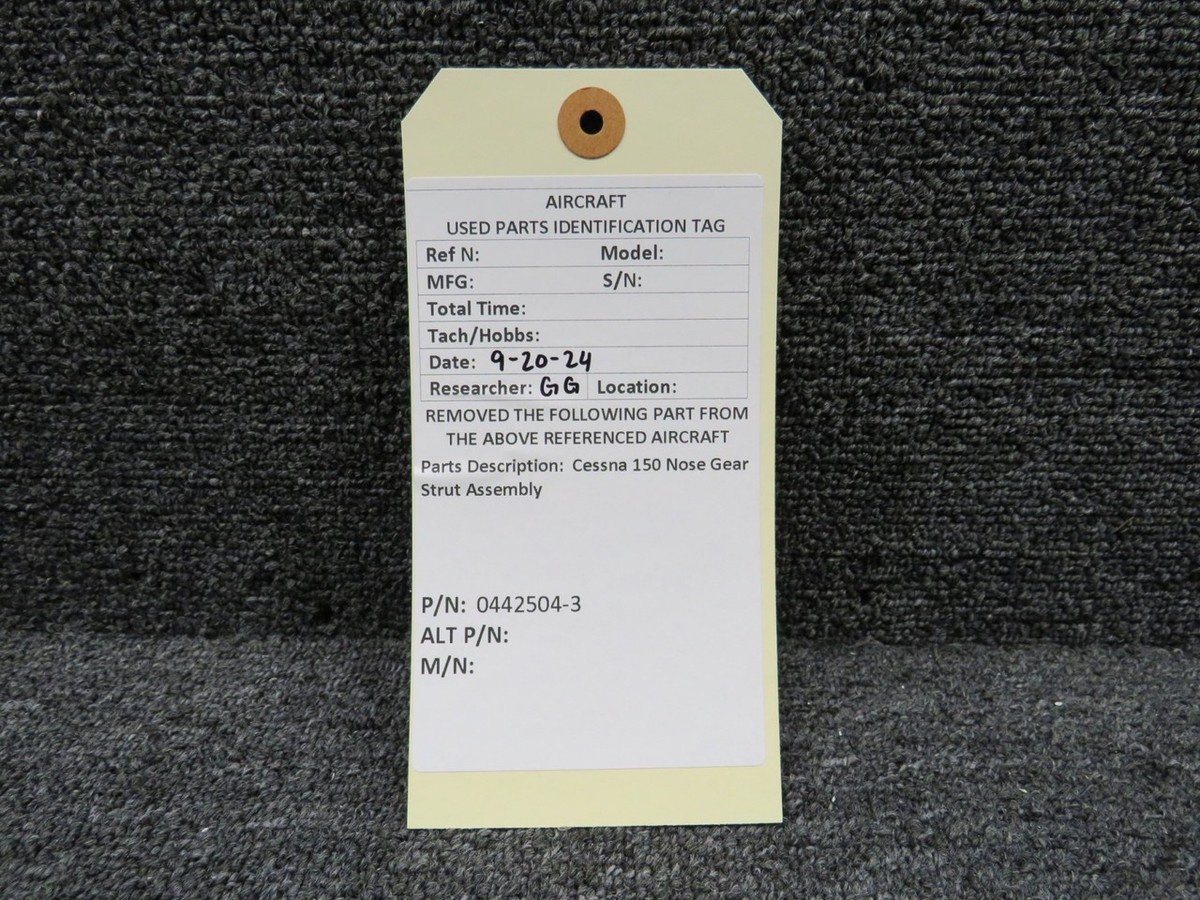 AIRCRAFT
USED PARTS IDENTIFICATION TAG
Ref N: Model:
MFG: S/N:
Total Time:
Tach/Hobbs:
Date: 9-20-24
Researcher: GG Location:
REMOVED THE FOLLOWING PART FROM
THE ABOVE REFERENCED AIRCRAFT
Parts Description: Cessna 150 Nose Gear
Strut Assembly
P/N: 0442504-3
ALT P/N:
M/N: